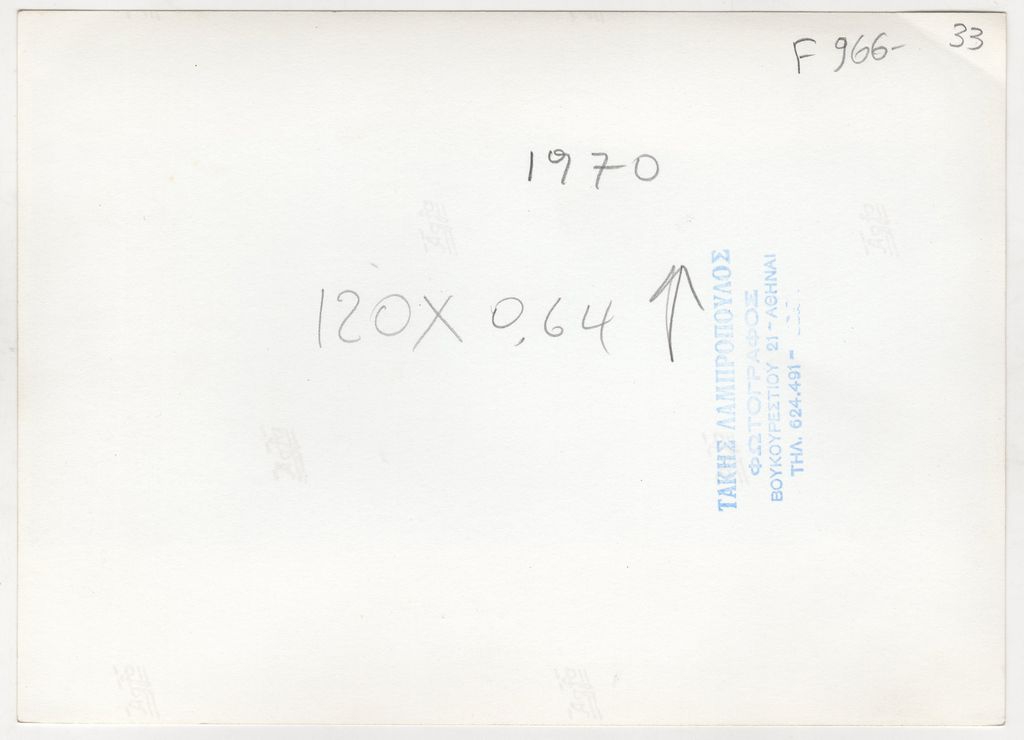 F 966-33
1970
120X 0,64
ΤΑΚΗΣ ΛΑΜΠΡΟΠΟΥΛΟΣ
ΦΩΤΟΓΡΑΦΟΣ
ΒΟΥΚΟΥΡΕΣΤΙΟΥ 21 - ΑΘΗΝΑΙ
ΤΗΛ. 624.491 -